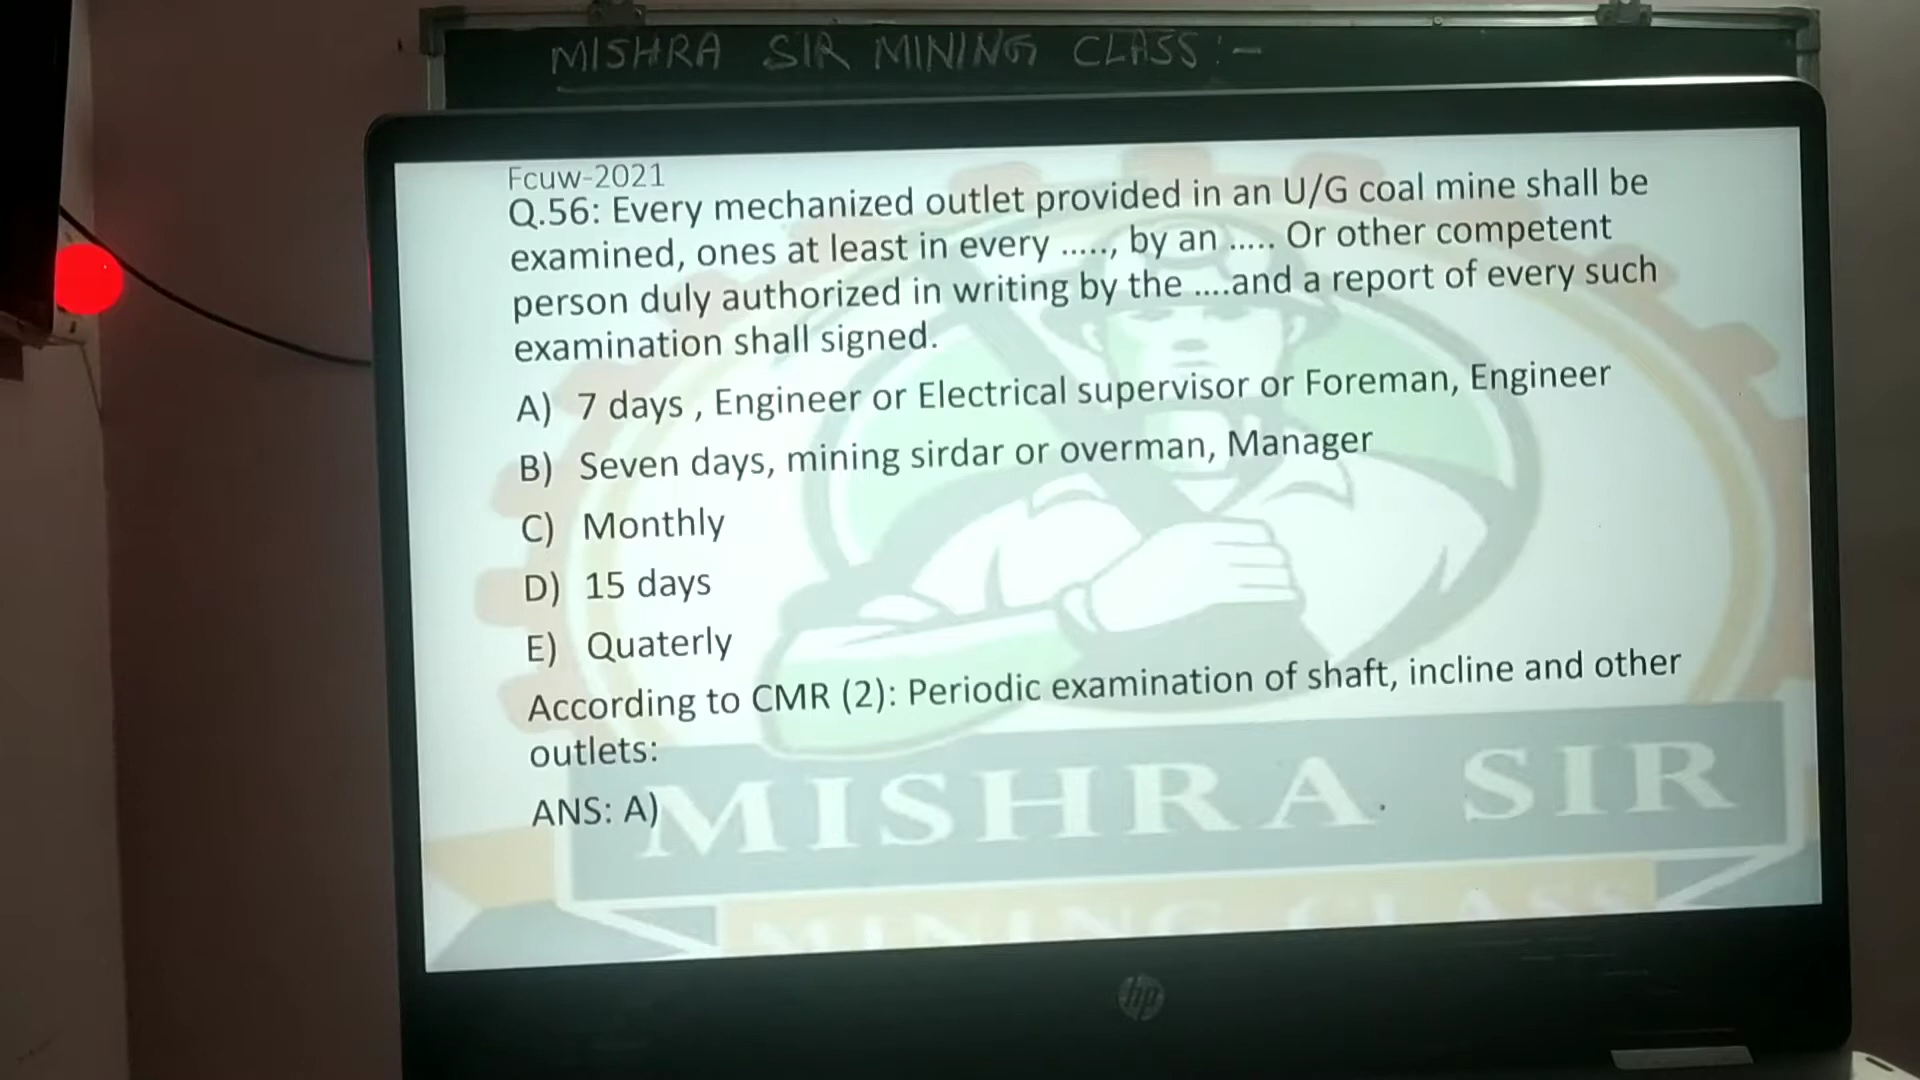 MISHRA SIR MINING CLASS:-
Fcuw-2021
Q.56: Every mechanized outlet provided in an U/G coal mine shall be
examined, ones at least in every ....., by an ..... Or other competent
person duly authorized in writing by the ....and a report of every such
examination shall signed.
A) 7 days , Engineer or Electrical supervisor or Foreman, Engineer
B) Seven days, mining sirdar or overman, Manager
C) Monthly
D) 15 days
E) Quaterly
According to CMR (2): Periodic examination of shaft, incline and other
outlets:
ANS: A)
MISHRA SIR
MINING CLASS
hp